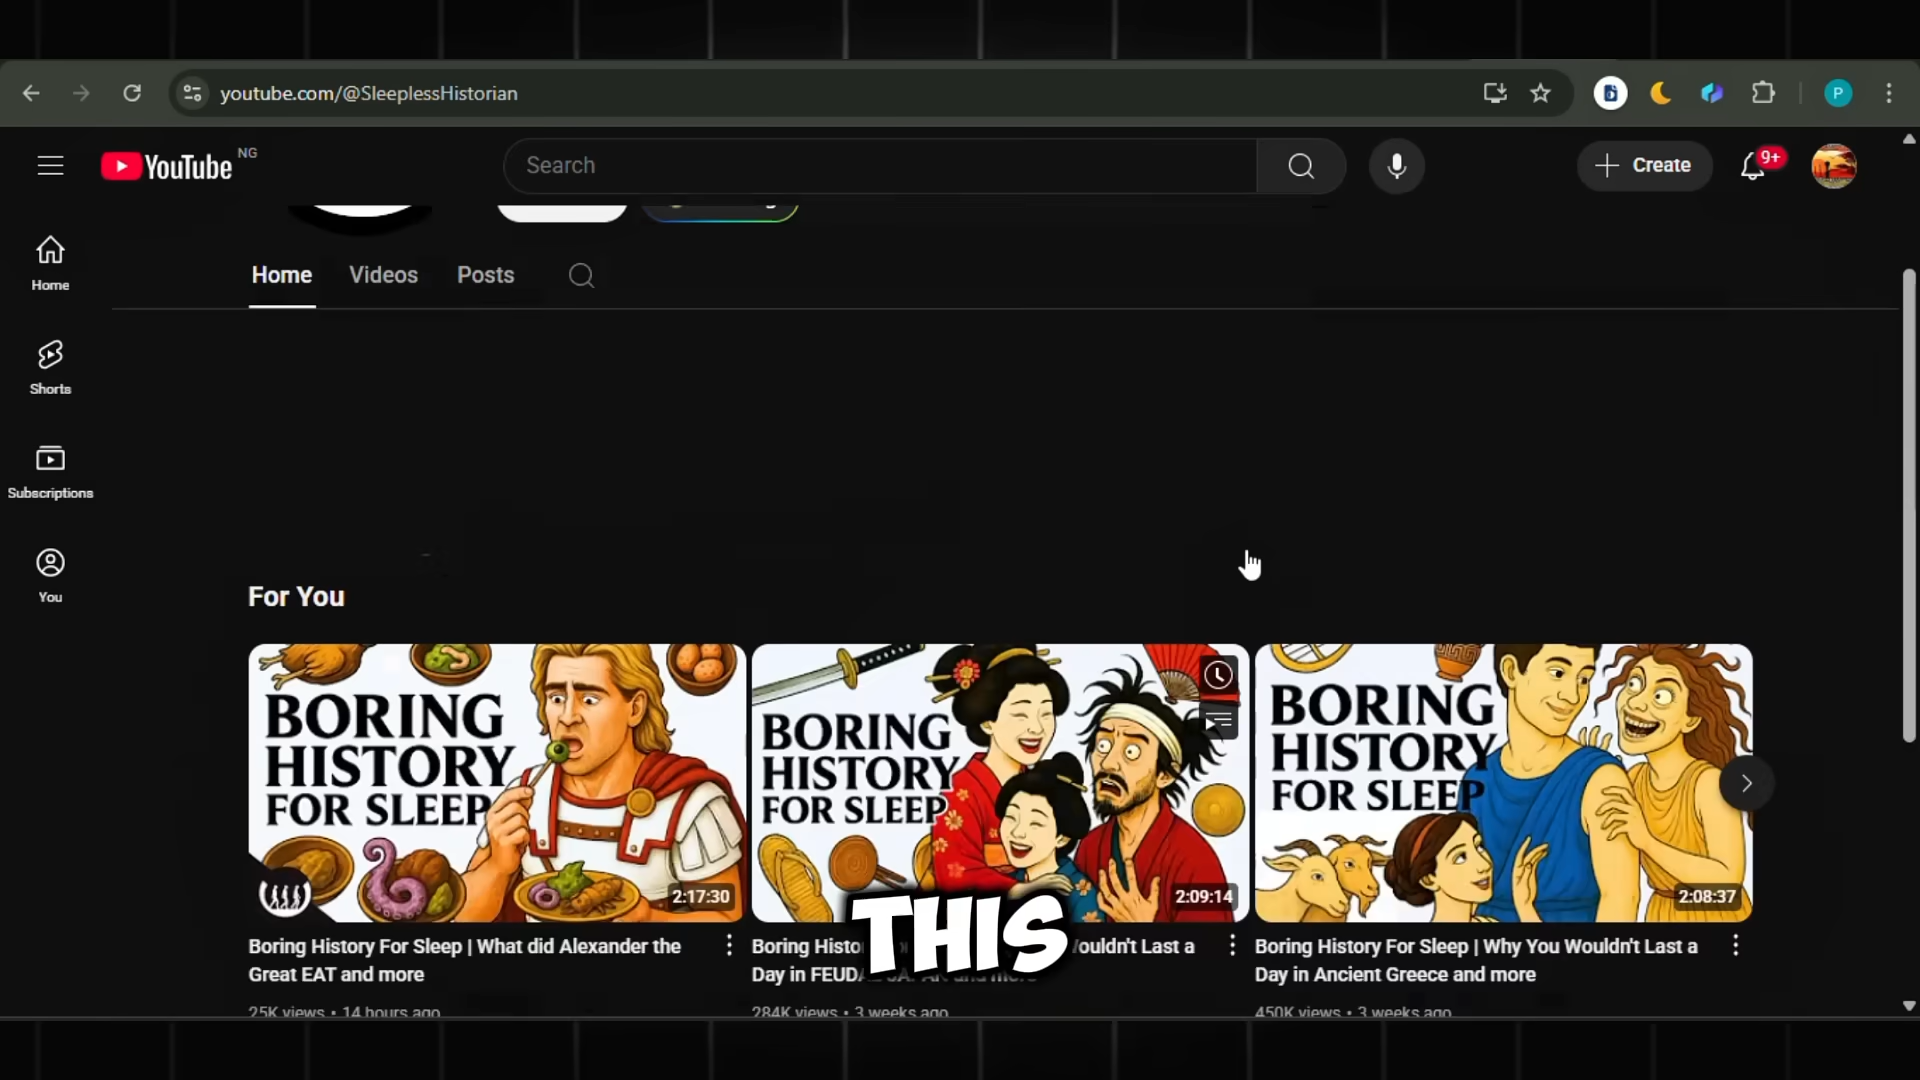 youtube.com/@SleeplessHistorian
P
YouTube NG
Search
Create
9+
Home
Videos
Posts
Home
Shorts
Subscriptions
You
For You
BORING
HISTORY
FOR SLEEP
2:17:30
BORING
HISTORY
FOR SLEEP
2:09:14
BORING
HISTORY
FOR SLEEP
2:08:37
THIS
Boring History For Sleep | What did Alexander the
Great EAT and more
25K views • 14 hours ago
Boring Histo ouldn't Last a
Day in FEUDA and more
284K views • 3 weeks ago
Boring History For Sleep | Why You Wouldn't Last a
Day in Ancient Greece and more
450K views • 3 weeks ago